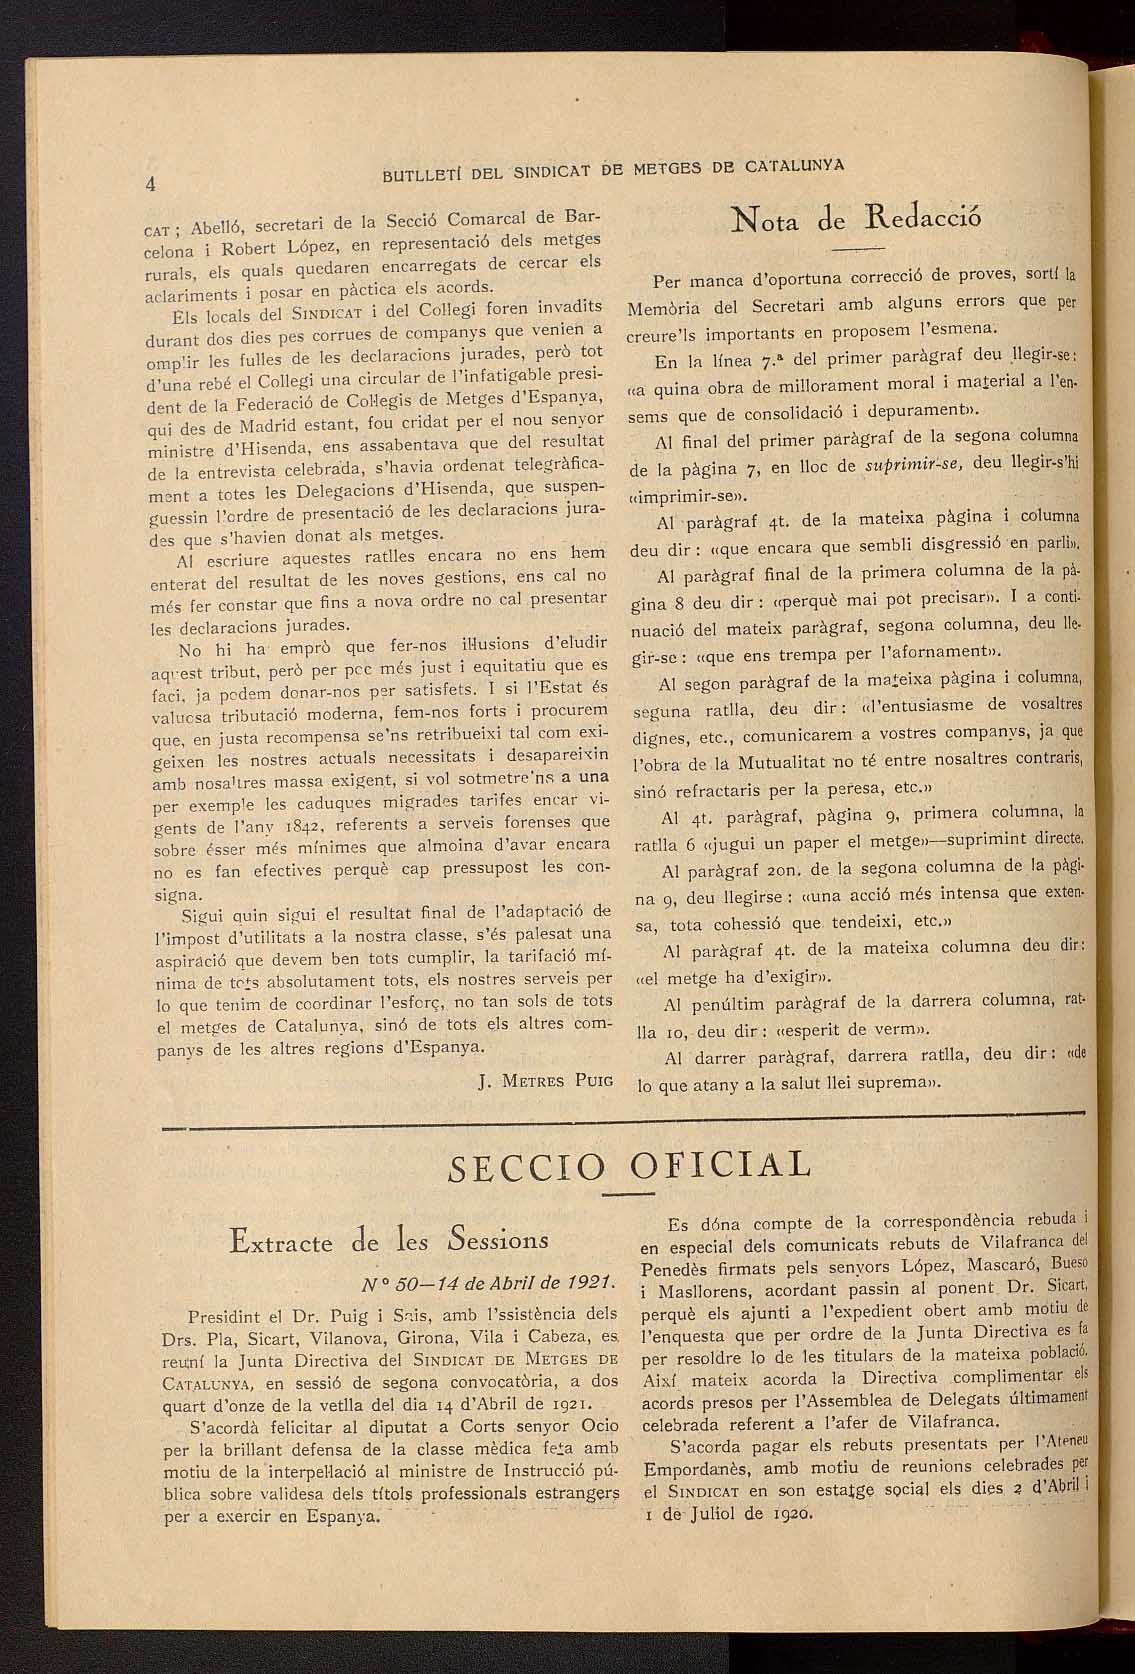 4
BUTLLETÍ DEL SINDICAT DE METGES DE CATALUNYA
CAT; Abelló, secretari de la Secció Comarcal de Bar-
celona i Robert López, en representació dels metges
rurals, els quals quedaren encarregats de cercar els
aclariments i posar en pàctica els acords.
Els locals del SINDICAT i del Collegi foren invadits
durant dos dies pes corrues de companys que venien a
omp'ir les fulles de les declaracions jurades, però tot
d'una rebé el Collegi una circular de l'infatigable presi-
dent de la Federació de Col·legis de Metges d'Espanya,
qui des de Madrid estant, fou cridat per el nou senyor
ministre d'Hisenda, ens assabentava que del resultat
de la entrevista celebrada, s'havia ordenat telegràfica-
ment a totes les Delegacions d'Hisenda, que suspen-
guessin l'ordre de presentació de les declaracions jura-
des que s'havien donat als metges.
Al escriure aquestes ratlles encara no ens hem
enterat del resultat de les noves gestions, ens cal no
més fer constar que fins a nova ordre no cal presentar
les declaracions jurades.
No hi ha emprò que fer-nos il·lusions d'eludir
aquest tribut, però per poc més just i equitatiu que es
faci, ja podem donar-nos per satisfets. I si l'Estat és
valuosa tributació moderna, fem-nos forts i procurem
que, en justa recompensa se'ns retribueixi tal com exi-
geixen les nostres actuals necessitats i desapareixin
amb nosaltres massa exigent, si vol sotmetre'ns a una
per exemp'e les caduques migrades tarifes encar vi-
gents de l'any 1842, referents a serveis forenses que
sobre ésser més mínimes que almoina d'avar encara
no es fan efectives perquè cap pressupost les con-
signa.
Sigui quin sigui el resultat final de l'adaptació de
l'impost d'utilitats a la nostra classe, s'és palesat una
aspiració que devem ben tots cumplir, la tarifació mí-
nima de tots absolutament tots, els nostres serveis per
lo que tenim de coordinar l'esforç, no tan sols de tots
el metges de Catalunya, sinó de tots els altres com-
panys de les altres regions d'Espanya.
J. METRES PUIG
Nota de Redacció
Per manca d'oportuna correcció de proves, sortí la
Memòria del Secretari amb alguns errors que per
creure'ls importants en proposem l'esmena.
En la línea 7.ª del primer paràgraf deu llegir-se:
«a quina obra de millorament moral i material a l'en-
sems que de consolidació i depurament».
Al final del primer paràgraf de la segona columna
de la pàgina 7, en lloc de suprimir-se, deu llegir-s'hi
«imprimir-se».
Al paràgraf 4t. de la mateixa pàgina i columna
deu dir: «que encara que sembli disgressió en parli».
Al paràgraf final de la primera columna de la pà-
gina 8 deu dir: «perquè mai pot precisar». I a conti-
nuació del mateix paràgraf, segona columna, deu lle-
gir-se: «que ens trempa per l'afornament».
Al segon paràgraf de la mateixa pàgina i columna,
seguna ratlla, deu dir: «l'entusiasme de vosaltres
dignes, etc., comunicarem a vostres companys, ja que
l'obra de la Mutualitat no té entre nosaltres contraris,
sinó refractaris per la peresa, etc.»
Al 4t. paràgraf, pàgina 9, primera columna, la
ratlla 6 «jugui un paper el metge»—suprimint directe.
Al paràgraf 2on. de la segona columna de la pàgi-
na 9, deu llegirse: «una acció més intensa que exten-
sa, tota cohessió que tendeixi, etc.»
Al paràgraf 4t. de la mateixa columna deu dir:
«el metge ha d'exigir».
Al penúltim paràgraf de la darrera columna, rat-
lla 10, deu dir: «esperit de verm».
Al darrer paràgraf, darrera ratlla, deu dir: «de
lo que atany a la salut llei suprema».
SECCIO OFICIAL
Extracte de les Sessions
Nº 50—14 de Abril de 1921.
Presidint el Dr. Puig i Sais, amb l'ssistència dels
Drs. Pla, Sicart, Vilanova, Girona, Vila i Cabeza, es
reuní la Junta Directiva del SINDICAT DE METGES DE
CATALUNYA, en sessió de segona convocatòria, a dos
quart d'onze de la vetlla del dia 14 d'Abril de 1921.
S'acordà felicitar al diputat a Corts senyor Ocio
per la brillant defensa de la classe mèdica feta amb
motiu de la interpel·lació al ministre de Instrucció pú-
blica sobre validesa dels títols professionals estrangers
per a exercir en Espanya.
Es dóna compte de la correspondència rebuda i
en especial dels comunicats rebuts de Vilafranca del
Penedès firmats pels senyors López, Mascaró, Bueso
i Masllorens, acordant passin al ponent Dr. Sicart,
perquè els ajunti a l'expedient obert amb motiu de
l'enquesta que per ordre de la Junta Directiva es fa
per resoldre lo de les titulars de la mateixa població.
Així mateix acorda la Directiva complimentar els
acords presos per l'Assemblea de Delegats últimament
celebrada referent a l'afer de Vilafranca.
S'acorda pagar els rebuts presentats per l'Ateneu
Empordanès, amb motiu de reunions celebrades per
el SINDICAT en son estatge social els dies 2 d'Abril i
1 de Juliol de 1920.